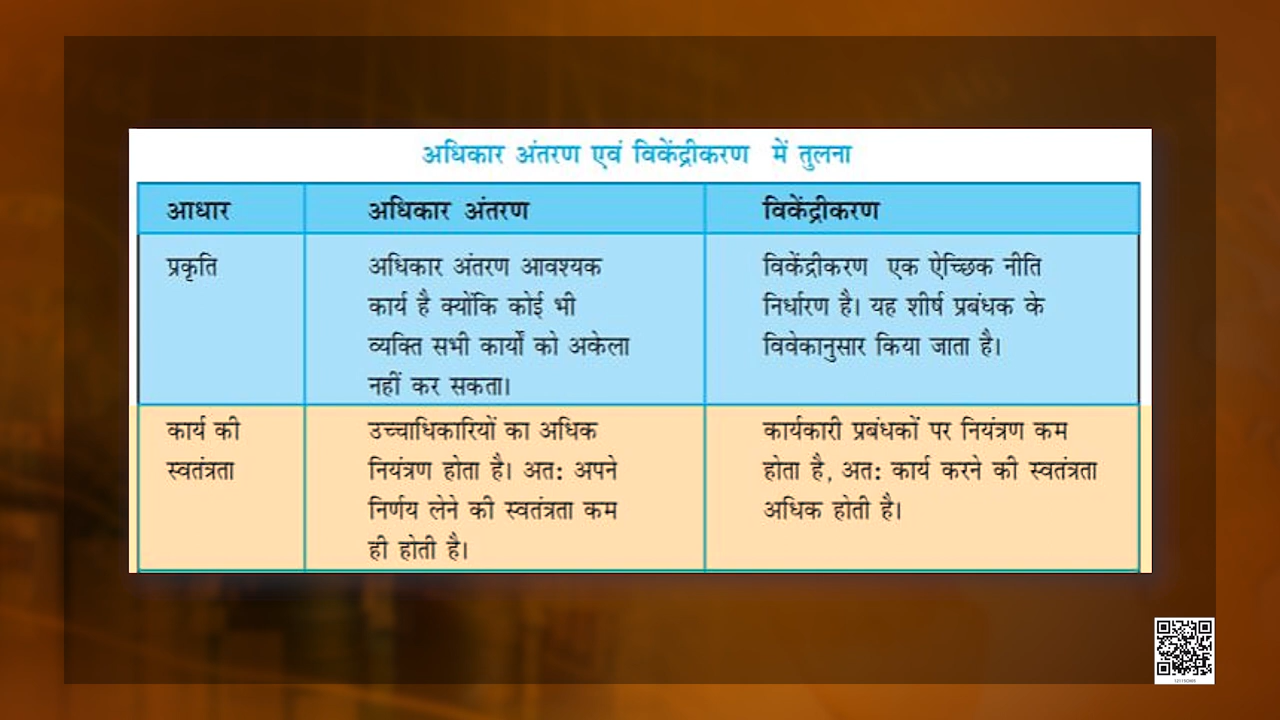 अधिकार अंतरण एवं विकेंद्रीकरण में तुलना
आधार
अधिकार अंतरण
विकेंद्रीकरण
प्रकृति
अधिकार अंतरण आवश्यक
कार्य है क्योंकि कोई भी
व्यक्ति सभी कार्यों को अकेला
नहीं कर सकता।
विकेंद्रीकरण एक ऐच्छिक नीति
निर्धारण है। यह शीर्ष प्रबंधक के
विवेकानुसार किया जाता है।
कार्य की
स्वतंत्रता
उच्चाधिकारियों का अधिक
नियंत्रण होता है। अत: अपने
निर्णय लेने की स्वतंत्रता कम
ही होती है।
कार्यकारी प्रबंधकों पर नियंत्रण कम
होता है, अत: कार्य करने की स्वतंत्रता
अधिक होती है।